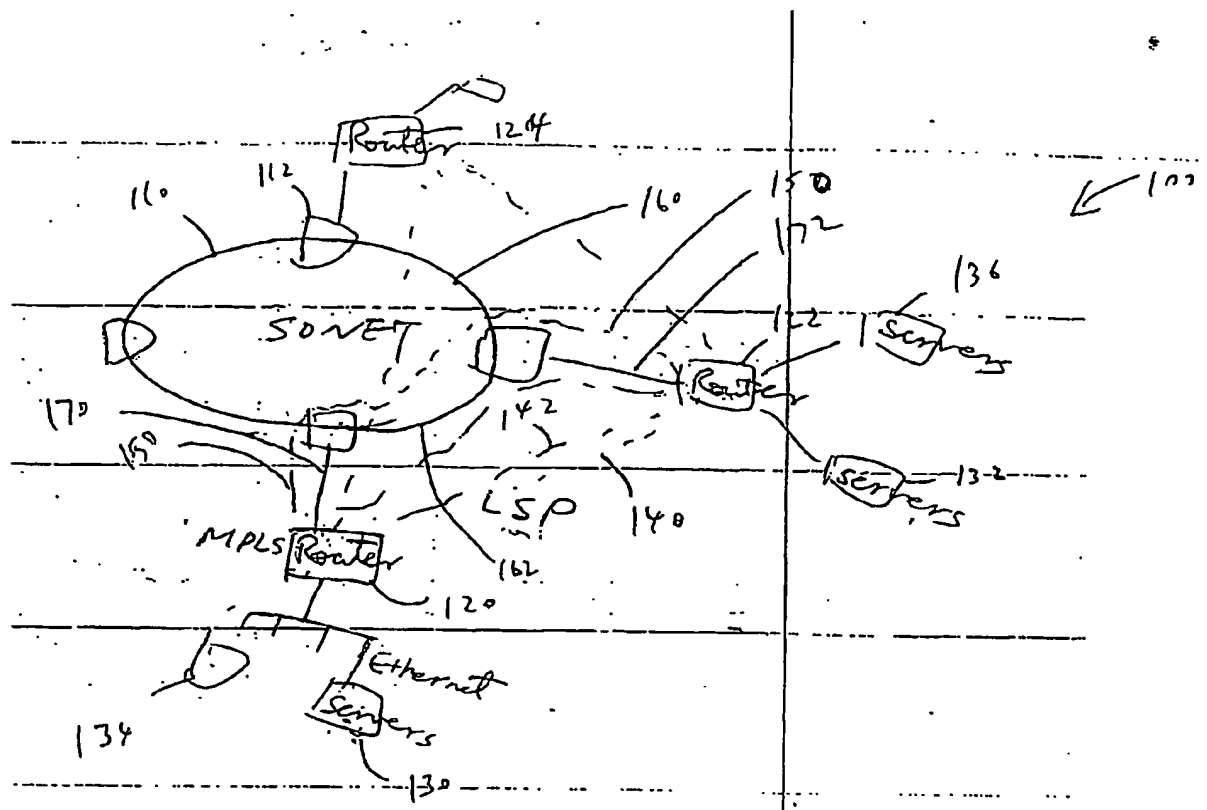 Router 124
112
110
160
150
172
100
136
SONET
122
Servers
Router
170
142
150
Servers 132
LSP
140
MPLS Router
162
120
Ethernet
Servers
134
130